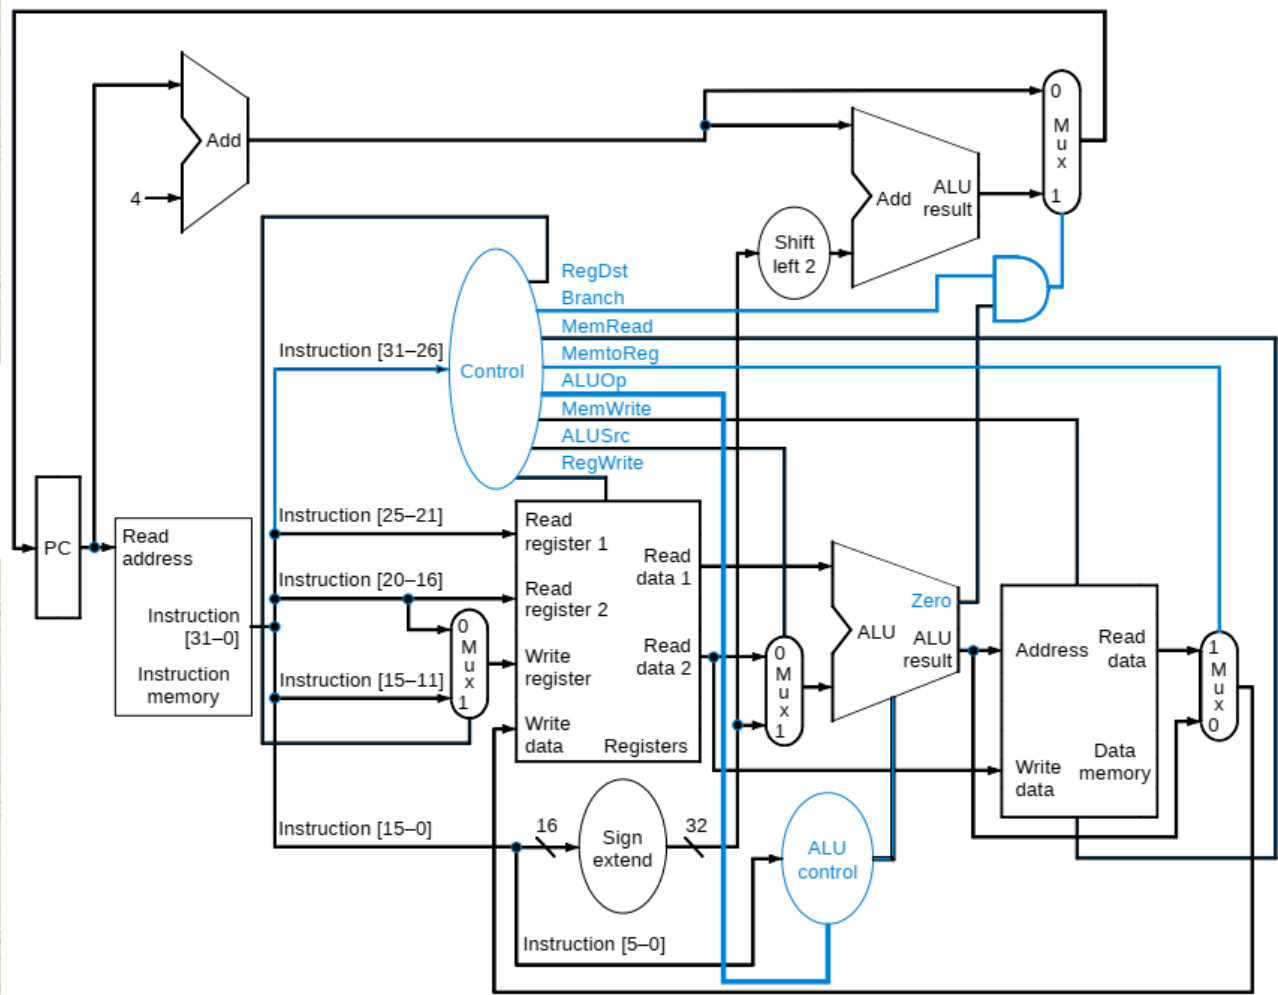 0
M
u
x
1
Add
4
Add
ALU
result
Shift
left 2
RegDst
Branch
MemRead
MemtoReg
ALUOp
MemWrite
ALUSrc
RegWrite
Instruction [31–26]
Control
PC
Read
address
Instruction
[31–0]
Instruction
memory
Instruction [25–21]
Instruction [20–16]
Instruction [15–11]
0
M
u
x
1
Read
register 1
Read
register 2
Write
register
Write
data
Read
data 1
Read
data 2
Registers
0
M
u
x
1
Zero
ALU
ALU
result
Address
Read
data
Write
data
Data
memory
1
M
u
x
0
Instruction [15–0]
16
Sign
extend
32
ALU
control
Instruction [5–0]